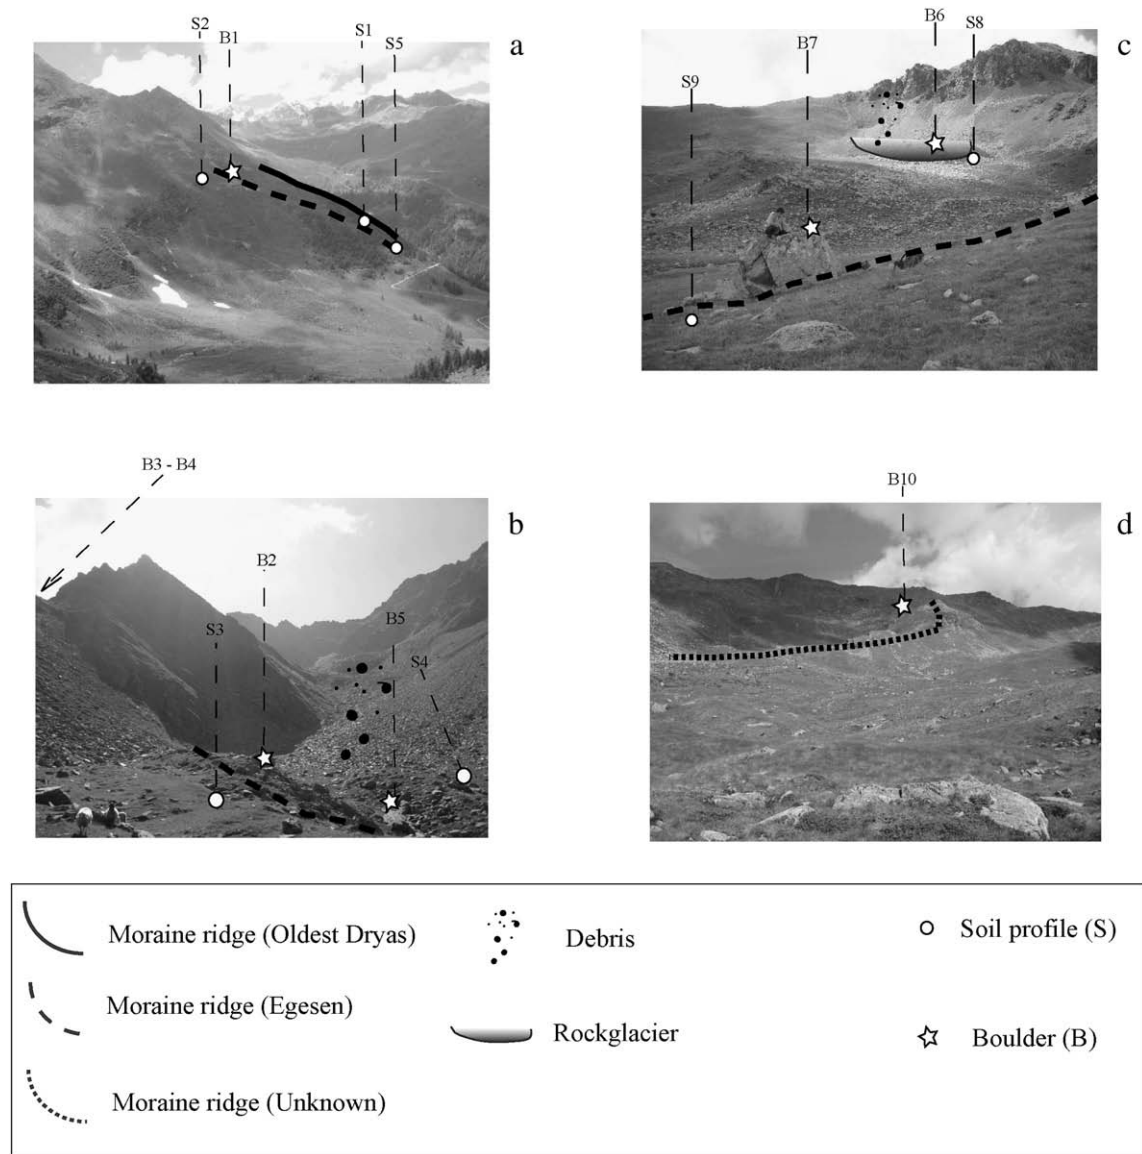 S2 B1 S1 S5 a
B7 B6 S8 c
S9
B3 - B4
b
B2
S3 B5
S4
B10
d
Moraine ridge (Oldest Dryas)
Debris
Soil profile (S)
Moraine ridge (Egesen)
Rockglacier
Boulder (B)
Moraine ridge (Unknown)